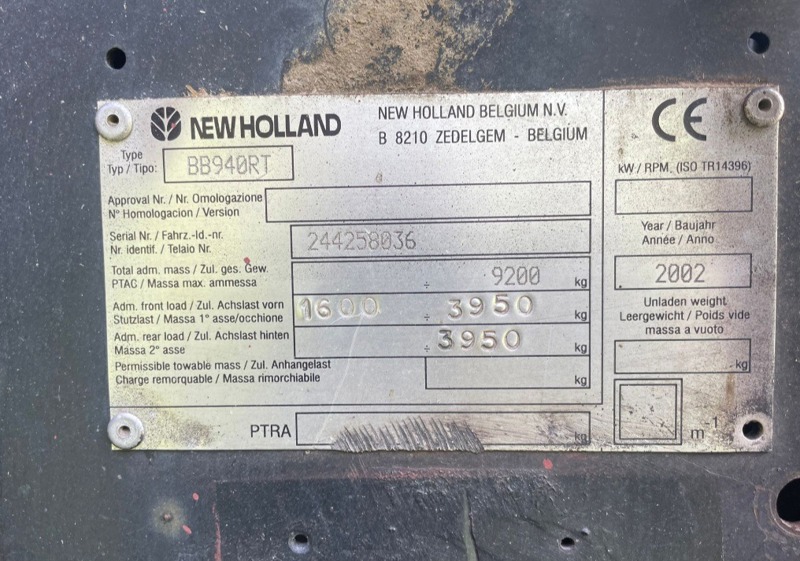 NEW HOLLAND
NEW HOLLAND BELGIUM N.V.
B 8210 ZEDELGEM - BELGIUM
CE
Type
Typ / Tipo: BB940RT
kW / RPM. (ISO TR14396)
Approval Nr. / Nr. Omologazione
N° Homologacion / Version
Serial Nr. / Fahrz.-Id.-nr.
Nr. identif. / Telaio Nr. 244258036
Year / Baujahr
Année / Anno
2002
Total adm. mass / Zul. ges. Gew.
PTAC / Massa max. ammessa ÷ 9200 kg
Adm. front load / Zul. Achslast vorn
Stutzlast / Massa 1° asse/occhione 1600 ÷ 3950 kg
Unladen weight
Leergewicht / Poids vide
massa a vuoto
kg
Adm. rear load / Zul. Achslast hinten
Massa 2° asse ÷ 3950 kg
Permissible towable mass / Zul. Anhangelast
Charge remorquable / Massa rimorchiabile kg
PTRA kg
m⁻¹